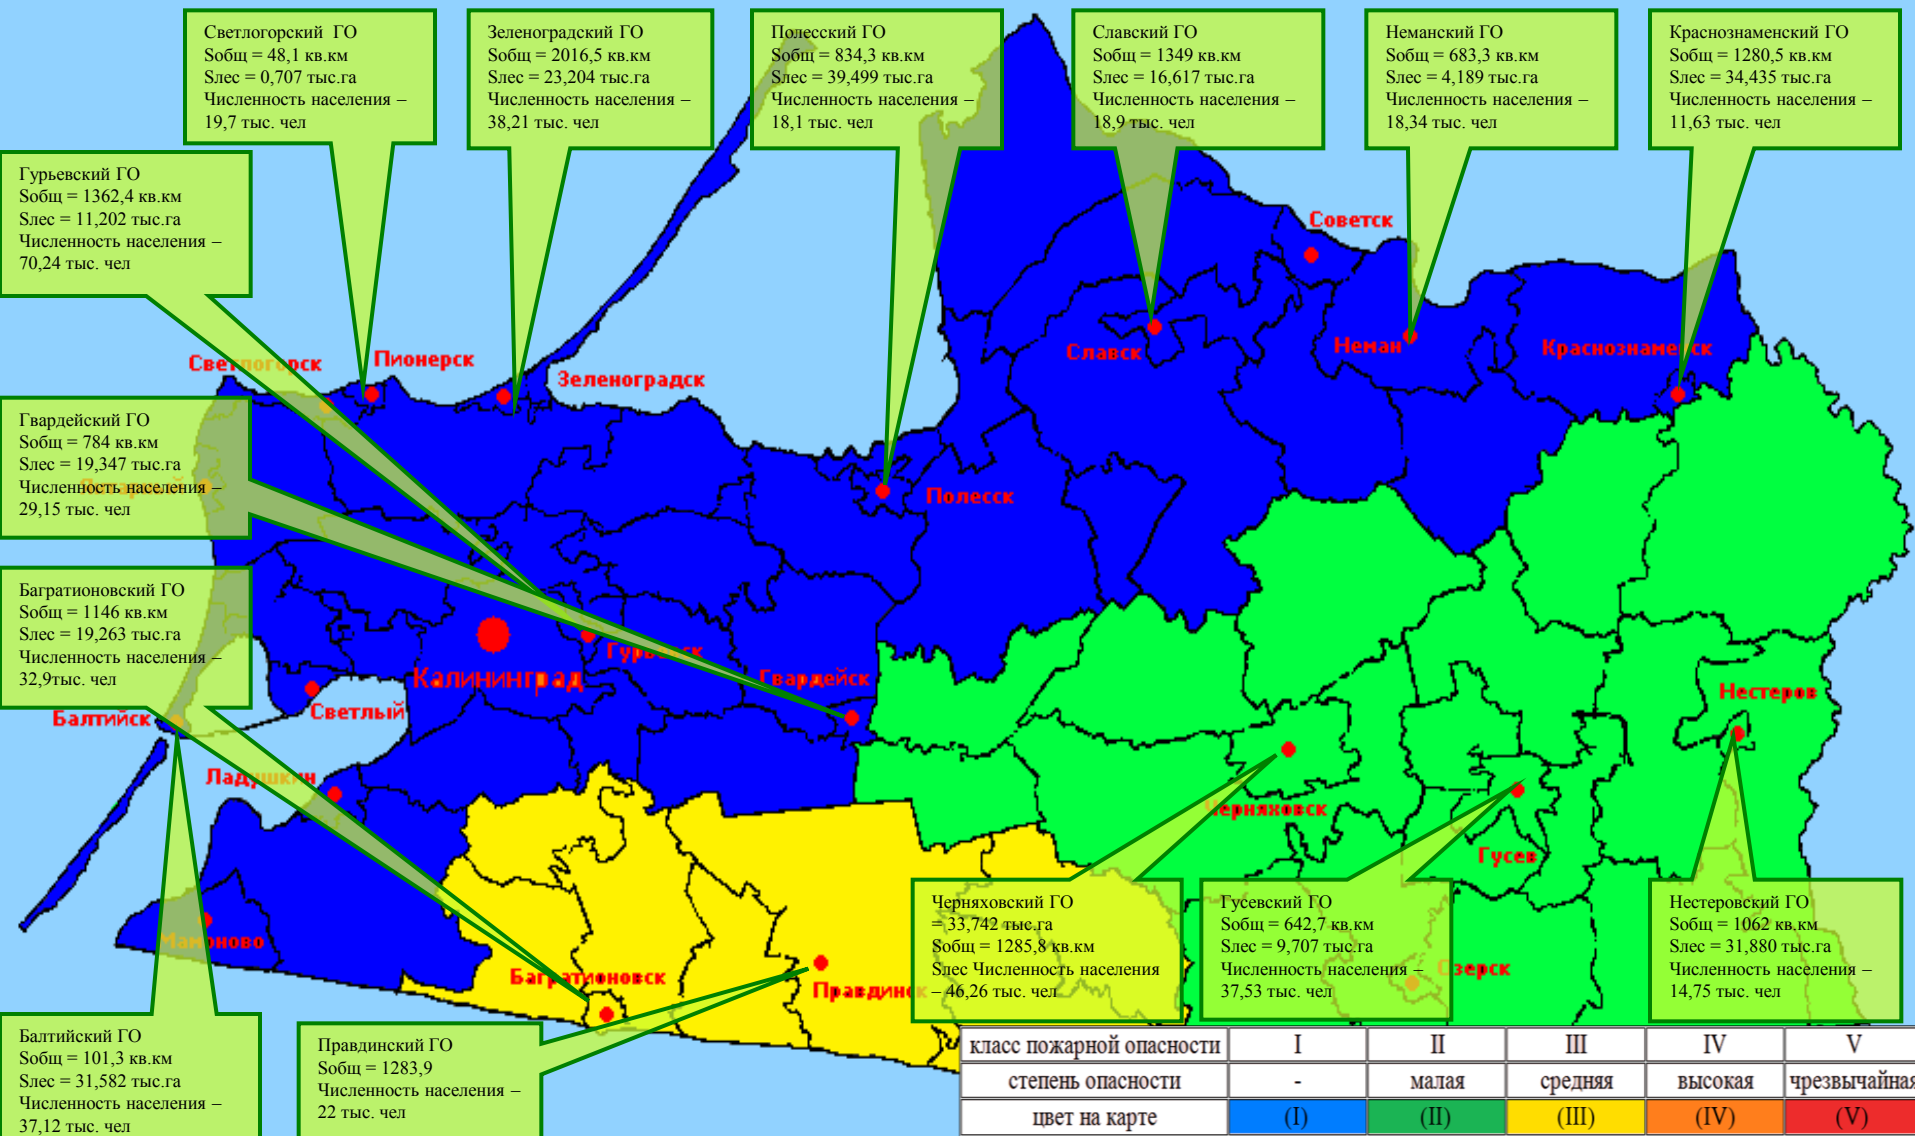 Светлогорский ГО
Sобщ = 48,1 кв.км
Sлес = 0,707 тыс.га
Численность населения –
19,7 тыс. чел
Зеленоградский ГО
Sобщ = 2016,5 кв.км
Sлес = 23,204 тыс.га
Численность населения –
38,21 тыс. чел
Полесский ГО
Sобщ = 834,3 кв.км
Sлес = 39,499 тыс.га
Численность населения –
18,1 тыс. чел
Славский ГО
Sобщ = 1349 кв.км
Sлес = 16,617 тыс.га
Численность населения –
18,9 тыс. чел
Неманский ГО
Sобщ = 683,3 кв.км
Sлес = 4,189 тыс.га
Численность населения –
18,34 тыс. чел
Краснознаменский ГО
Sобщ = 1280,5 кв.км
Sлес = 34,435 тыс.га
Численность населения –
11,63 тыс. чел
Гурьевский ГО
Sобщ = 1362,4 кв.км
Sлес = 11,202 тыс.га
Численность населения –
70,24 тыс. чел
Советск
Славск
Неман
Краснознаменск
Светлогорск
Пионерск
Зеленоградск
Гвардейский ГО
Sобщ = 784 кв.км
Sлес = 19,347 тыс.га
Численность населения –
29,15 тыс. чел
Полесск
Багратионовский ГО
Sобщ = 1146 кв.км
Sлес = 19,263 тыс.га
Численность населения –
32,9тыс. чел
Калининград
Гурьевск
Гвардейск
Нестеров
Балтийск
Светлый
Ладушкин
Черняховск
Гусев
Мамоново
Багратионовск
Правдинск
Озерск
Черняховский ГО
= 33,742 тыс.га
Sобщ = 1285,8 кв.км
Sлес Численность населения
– 46,26 тыс. чел
Гусевский ГО
Sобщ = 642,7 кв.км
Sлес = 9,707 тыс.га
Численность населения –
37,53 тыс. чел
Нестеровский ГО
Sобщ = 1062 кв.км
Sлес = 31,880 тыс.га
Численность населения –
14,75 тыс. чел
Балтийский ГО
Sобщ = 101,3 кв.км
Sлес = 31,582 тыс.га
Численность населения –
37,12 тыс. чел
Правдинский ГО
Sобщ = 1283,9
Численность населения –
22 тыс. чел
класс пожарной опасности I II III IV V
степень опасности - малая средняя высокая чрезвычайная
цвет на карте (I) (II) (III) (IV) (V)